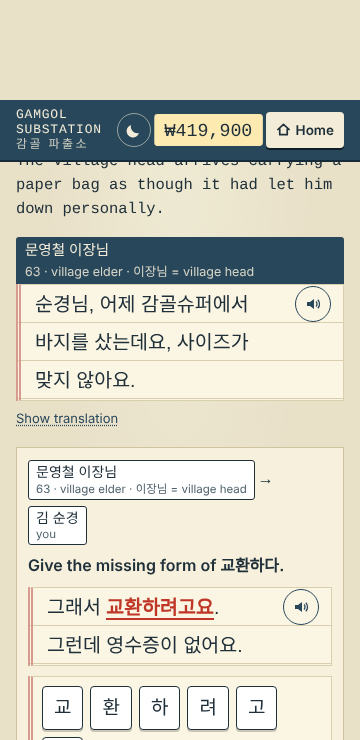 GAMGOL
SUBSTATION
감골 파출소
₩419,900
Home
The village head arrives carrying a
paper bag as though it had let him
down personally.
문영철 이장님
63 · village elder · 이장님 = village head
순경님, 어제 감골슈퍼에서
바지를 샀는데요, 사이즈가
맞지 않아요.
Show translation
문영철 이장님
63 · village elder · 이장님 = village head
→
김 순경
you
Give the missing form of 교환하다.
그래서 교환하려고요.
그런데 영수증이 없어요.
교 환 하 려 고